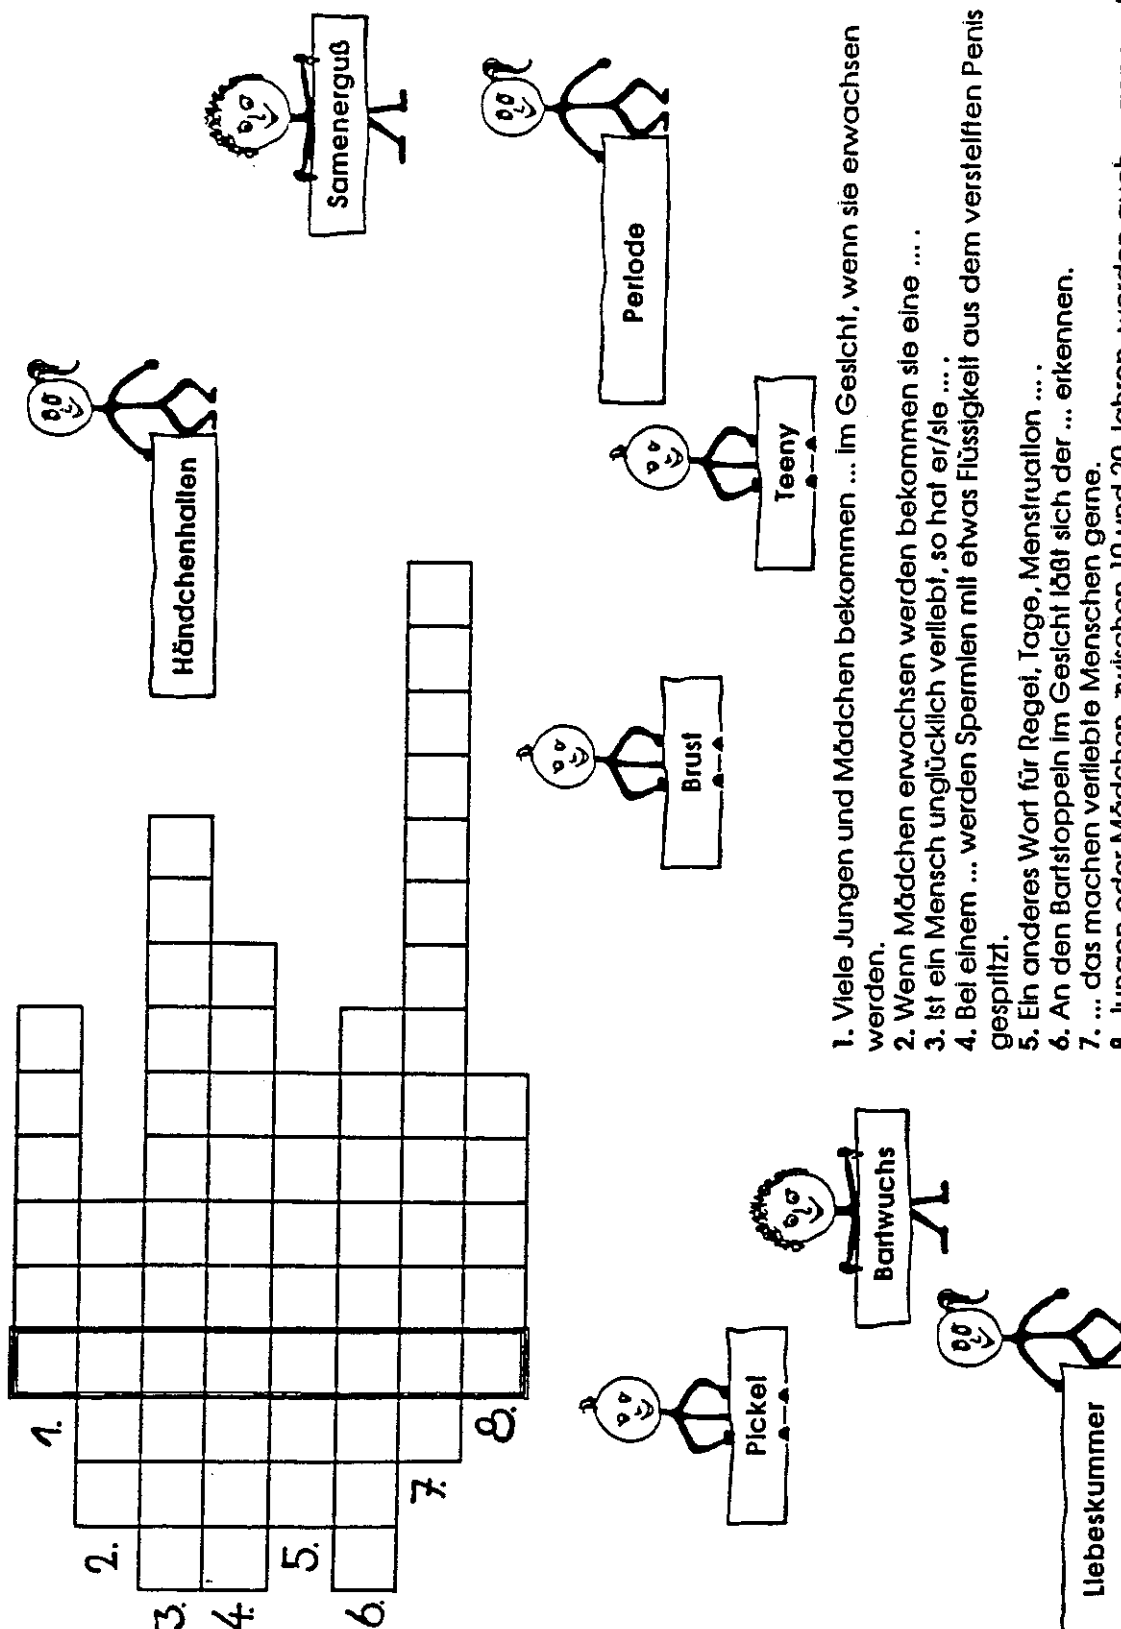 1.
2.
3.
4.
5.
6.
7.
8.
Händchenhalten
Samenerguß
Periode
Brust
Teeny
Pickel
Bartwuchs
Liebeskummer
1. Viele Jungen und Mädchen bekommen ... im Gesicht, wenn sie erwachsen
werden.
2. Wenn Mädchen erwachsen werden bekommen sie eine ... .
3. Ist ein Mensch unglücklich verliebt, so hat er/sie ... .
4. Bei einem ... werden Spermien mit etwas Flüssigkeit aus dem versteiften Penis
gespritzt.
5. Ein anderes Wort für Regel, Tage, Menstruation ... .
6. An den Bartstoppeln im Gesicht läßt sich der ... erkennen.
7. ... das machen verliebte Menschen gerne.
8. Jungen oder Mädchen zwischen 10 und 20 Jahren werden auch